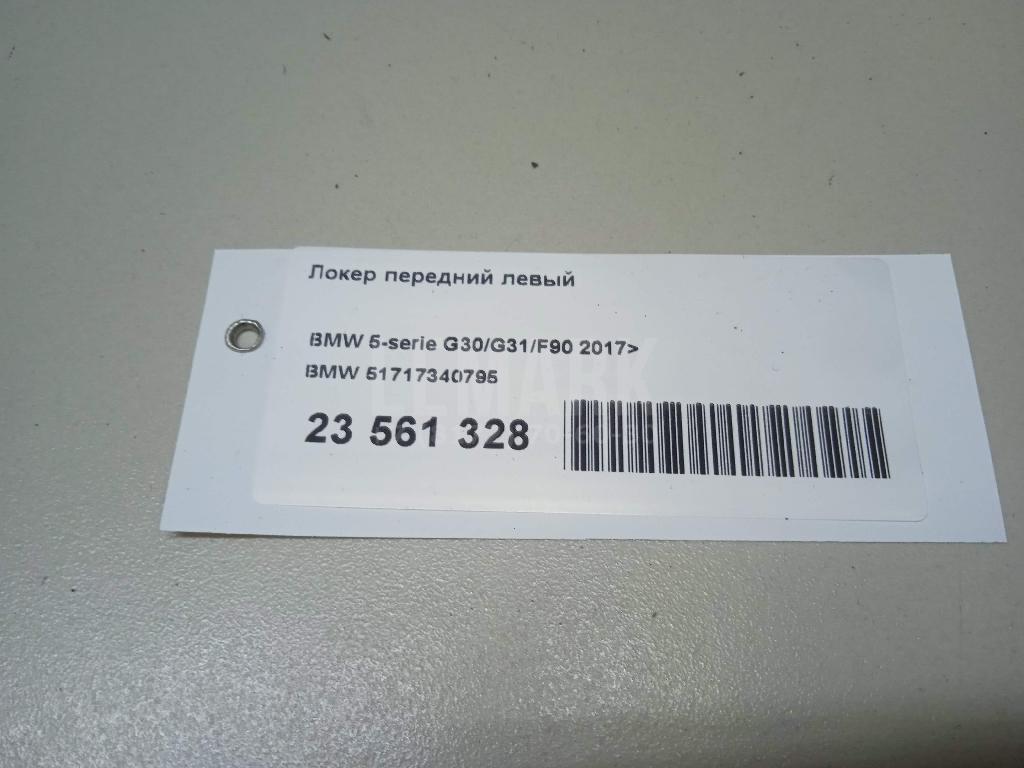 Локер передний левый
BMW 5-serie G30/G31/F90 2017>
BMW 51717340795
23 561 328